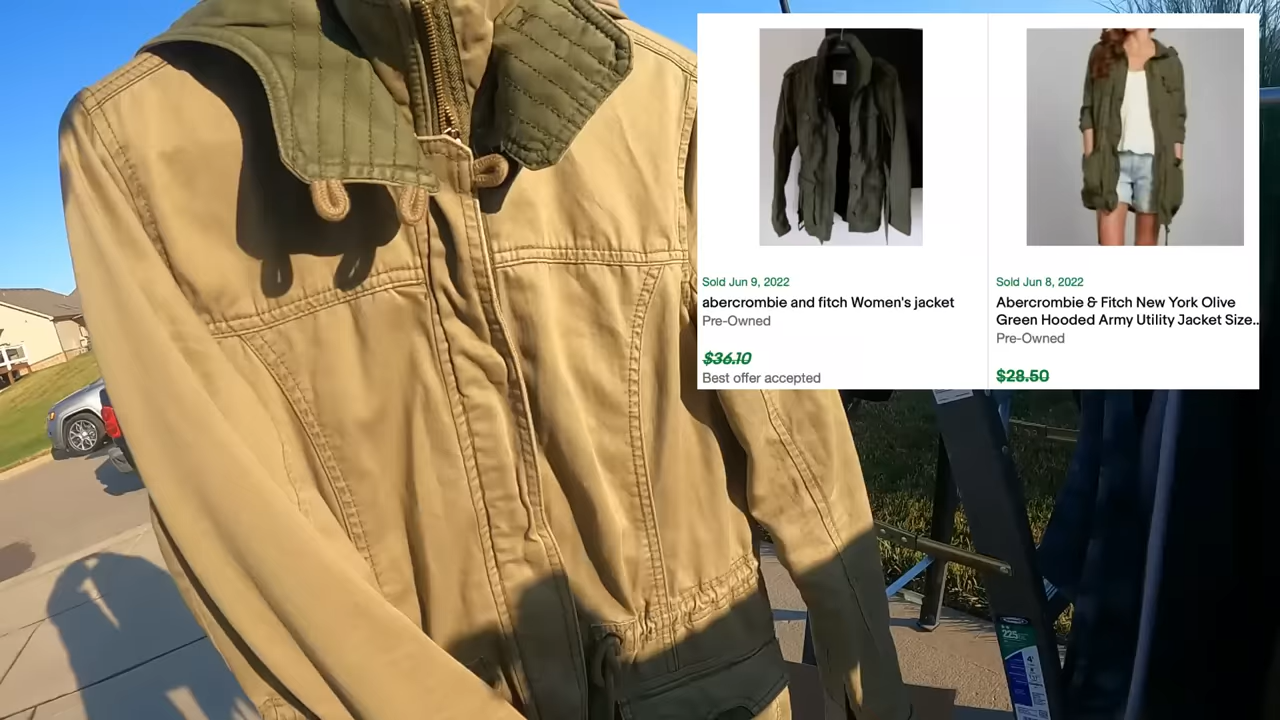 Sold Jun 9, 2022
abercrombie and fitch Women's jacket
Pre-Owned
$36.10
Best offer accepted
Sold Jun 8, 2022
Abercrombie & Fitch New York Olive
Green Hooded Army Utility Jacket Size..
Pre-Owned
$28.50
225